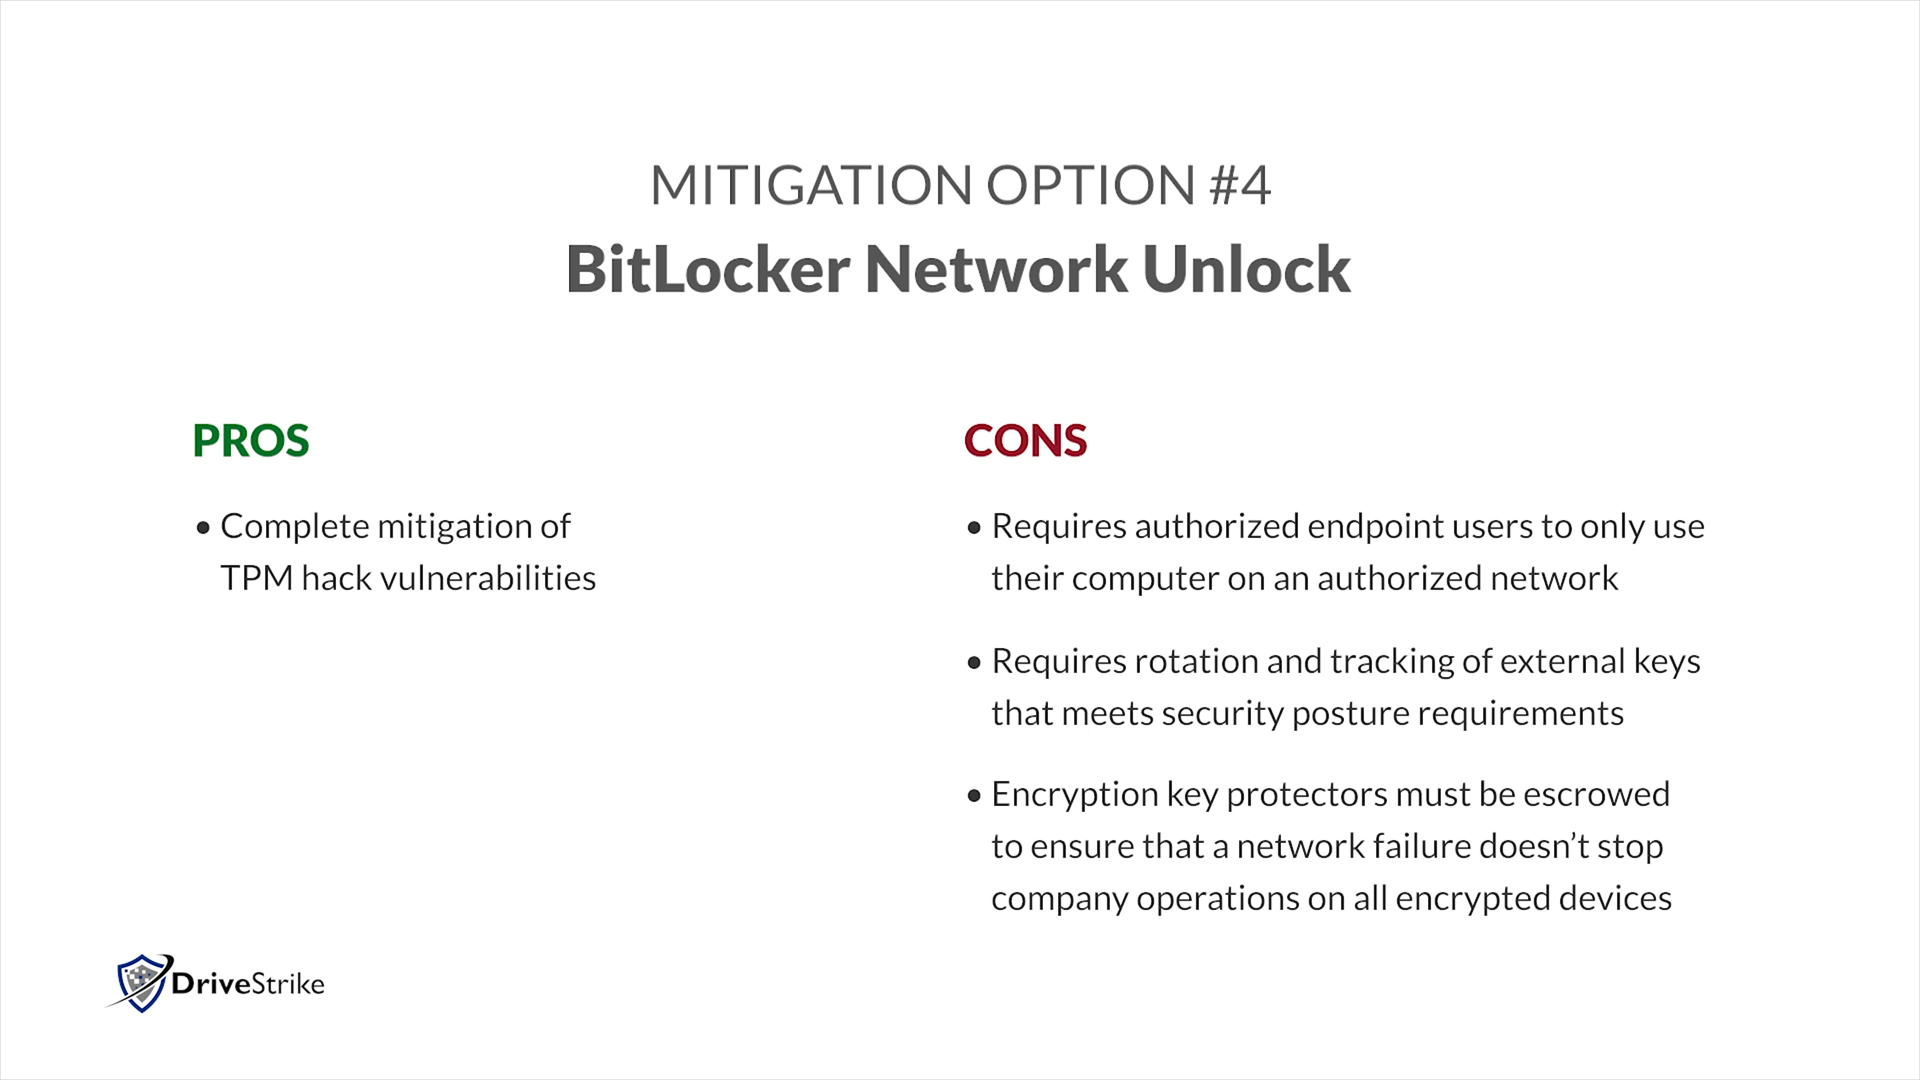 MITIGATION OPTION #4
BitLocker Network Unlock
PROS
• Complete mitigation of
TPM hack vulnerabilities
CONS
• Requires authorized endpoint users to only use
their computer on an authorized network
• Requires rotation and tracking of external keys
that meets security posture requirements
• Encryption key protectors must be escrowed
to ensure that a network failure doesn’t stop
company operations on all encrypted devices
DriveStrike